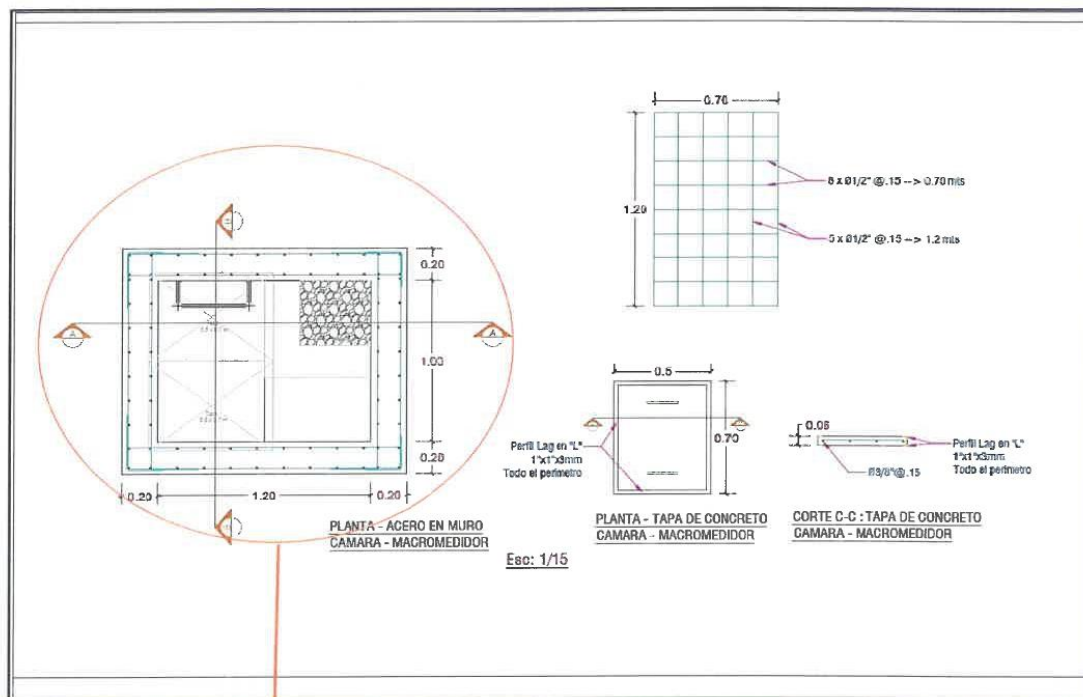 0.70
8 x Ø1/2" @.15 --> 0.70 mts
1.20
5 x Ø1/2" @.15 --> 1.2 mts
0.20
1.00
0.20
A
A
0.20
1.20
0.20
PLANTA - ACERO EN MURO
CAMARA - MACROMEDIDOR
Esc: 1/15
0.5
0.70
Perfil Lag en "L"
1"x1"x3mm
Todo el perimetro
PLANTA - TAPA DE CONCRETO
CAMARA - MACROMEDIDOR
0.06
Ø3/8"@.15
Perfil Lag en "L"
1"x1"x3mm
Todo el perimetro
CORTE C-C : TAPA DE CONCRETO
CAMARA - MACROMEDIDOR